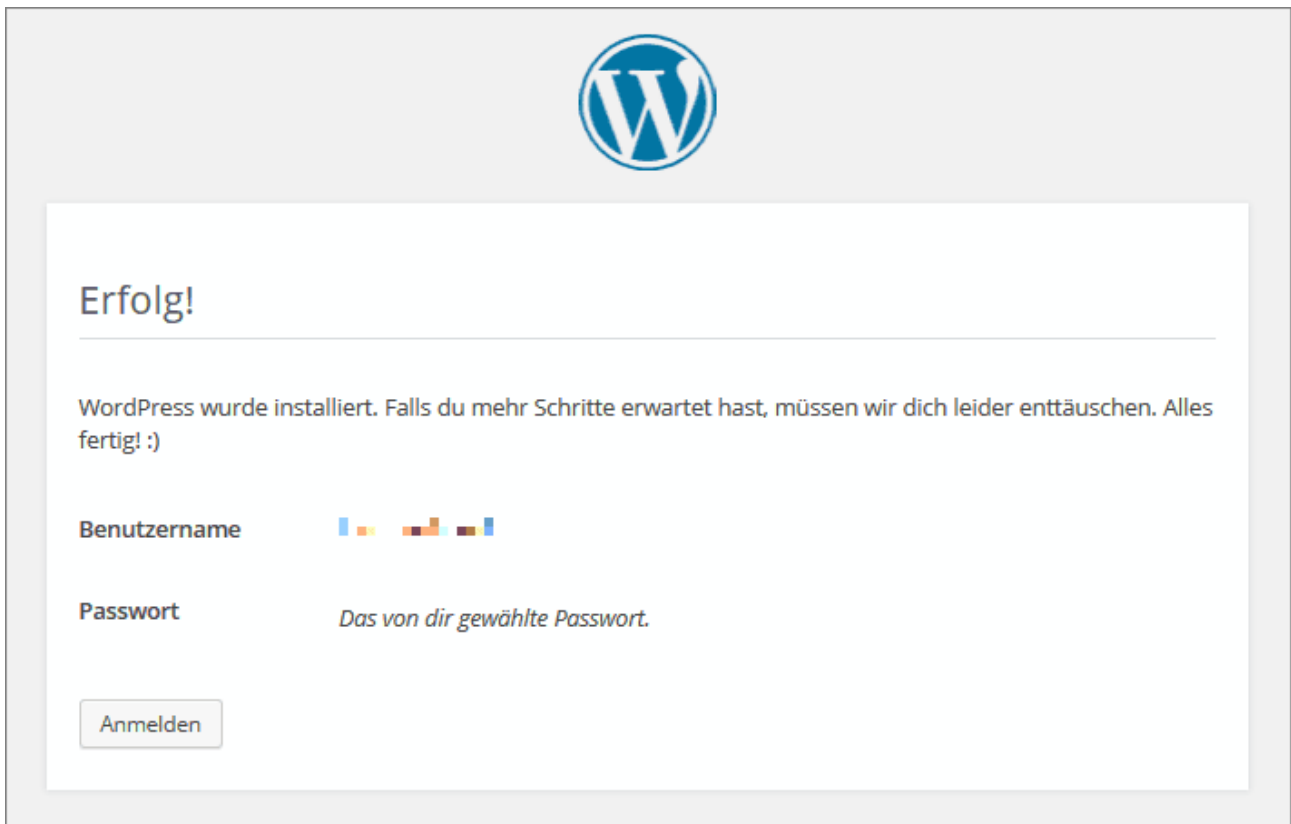 Erfolg!
WordPress wurde installiert. Falls du mehr Schritte erwartet hast, müssen wir dich leider enttäuschen. Alles
fertig! :)
Benutzername
Passwort Das von dir gewählte Passwort.
Anmelden